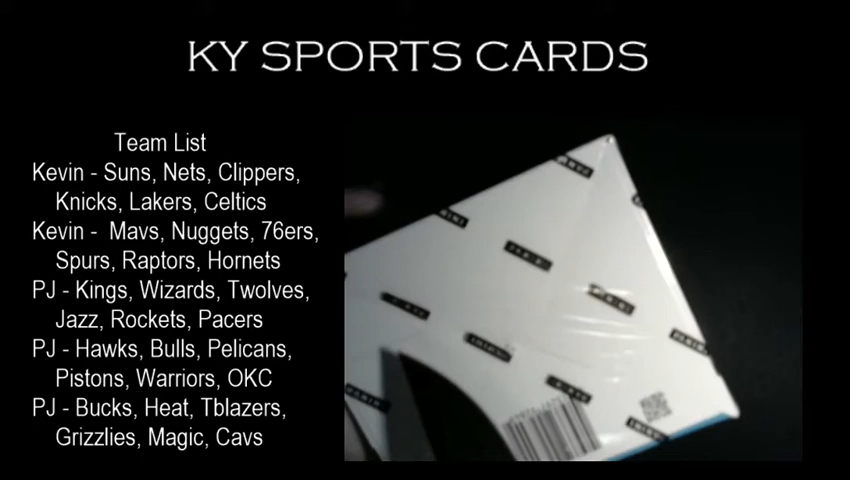 KY SPORTS CARDS
Team List
Kevin - Suns, Nets, Clippers,
Knicks, Lakers, Celtics
Kevin - Mavs, Nuggets, 76ers,
Spurs, Raptors, Hornets
PJ - Kings, Wizards, Twolves,
Jazz, Rockets, Pacers
PJ - Hawks, Bulls, Pelicans,
Pistons, Warriors, OKC
PJ - Bucks, Heat, Tblazers,
Grizzlies, Magic, Cavs